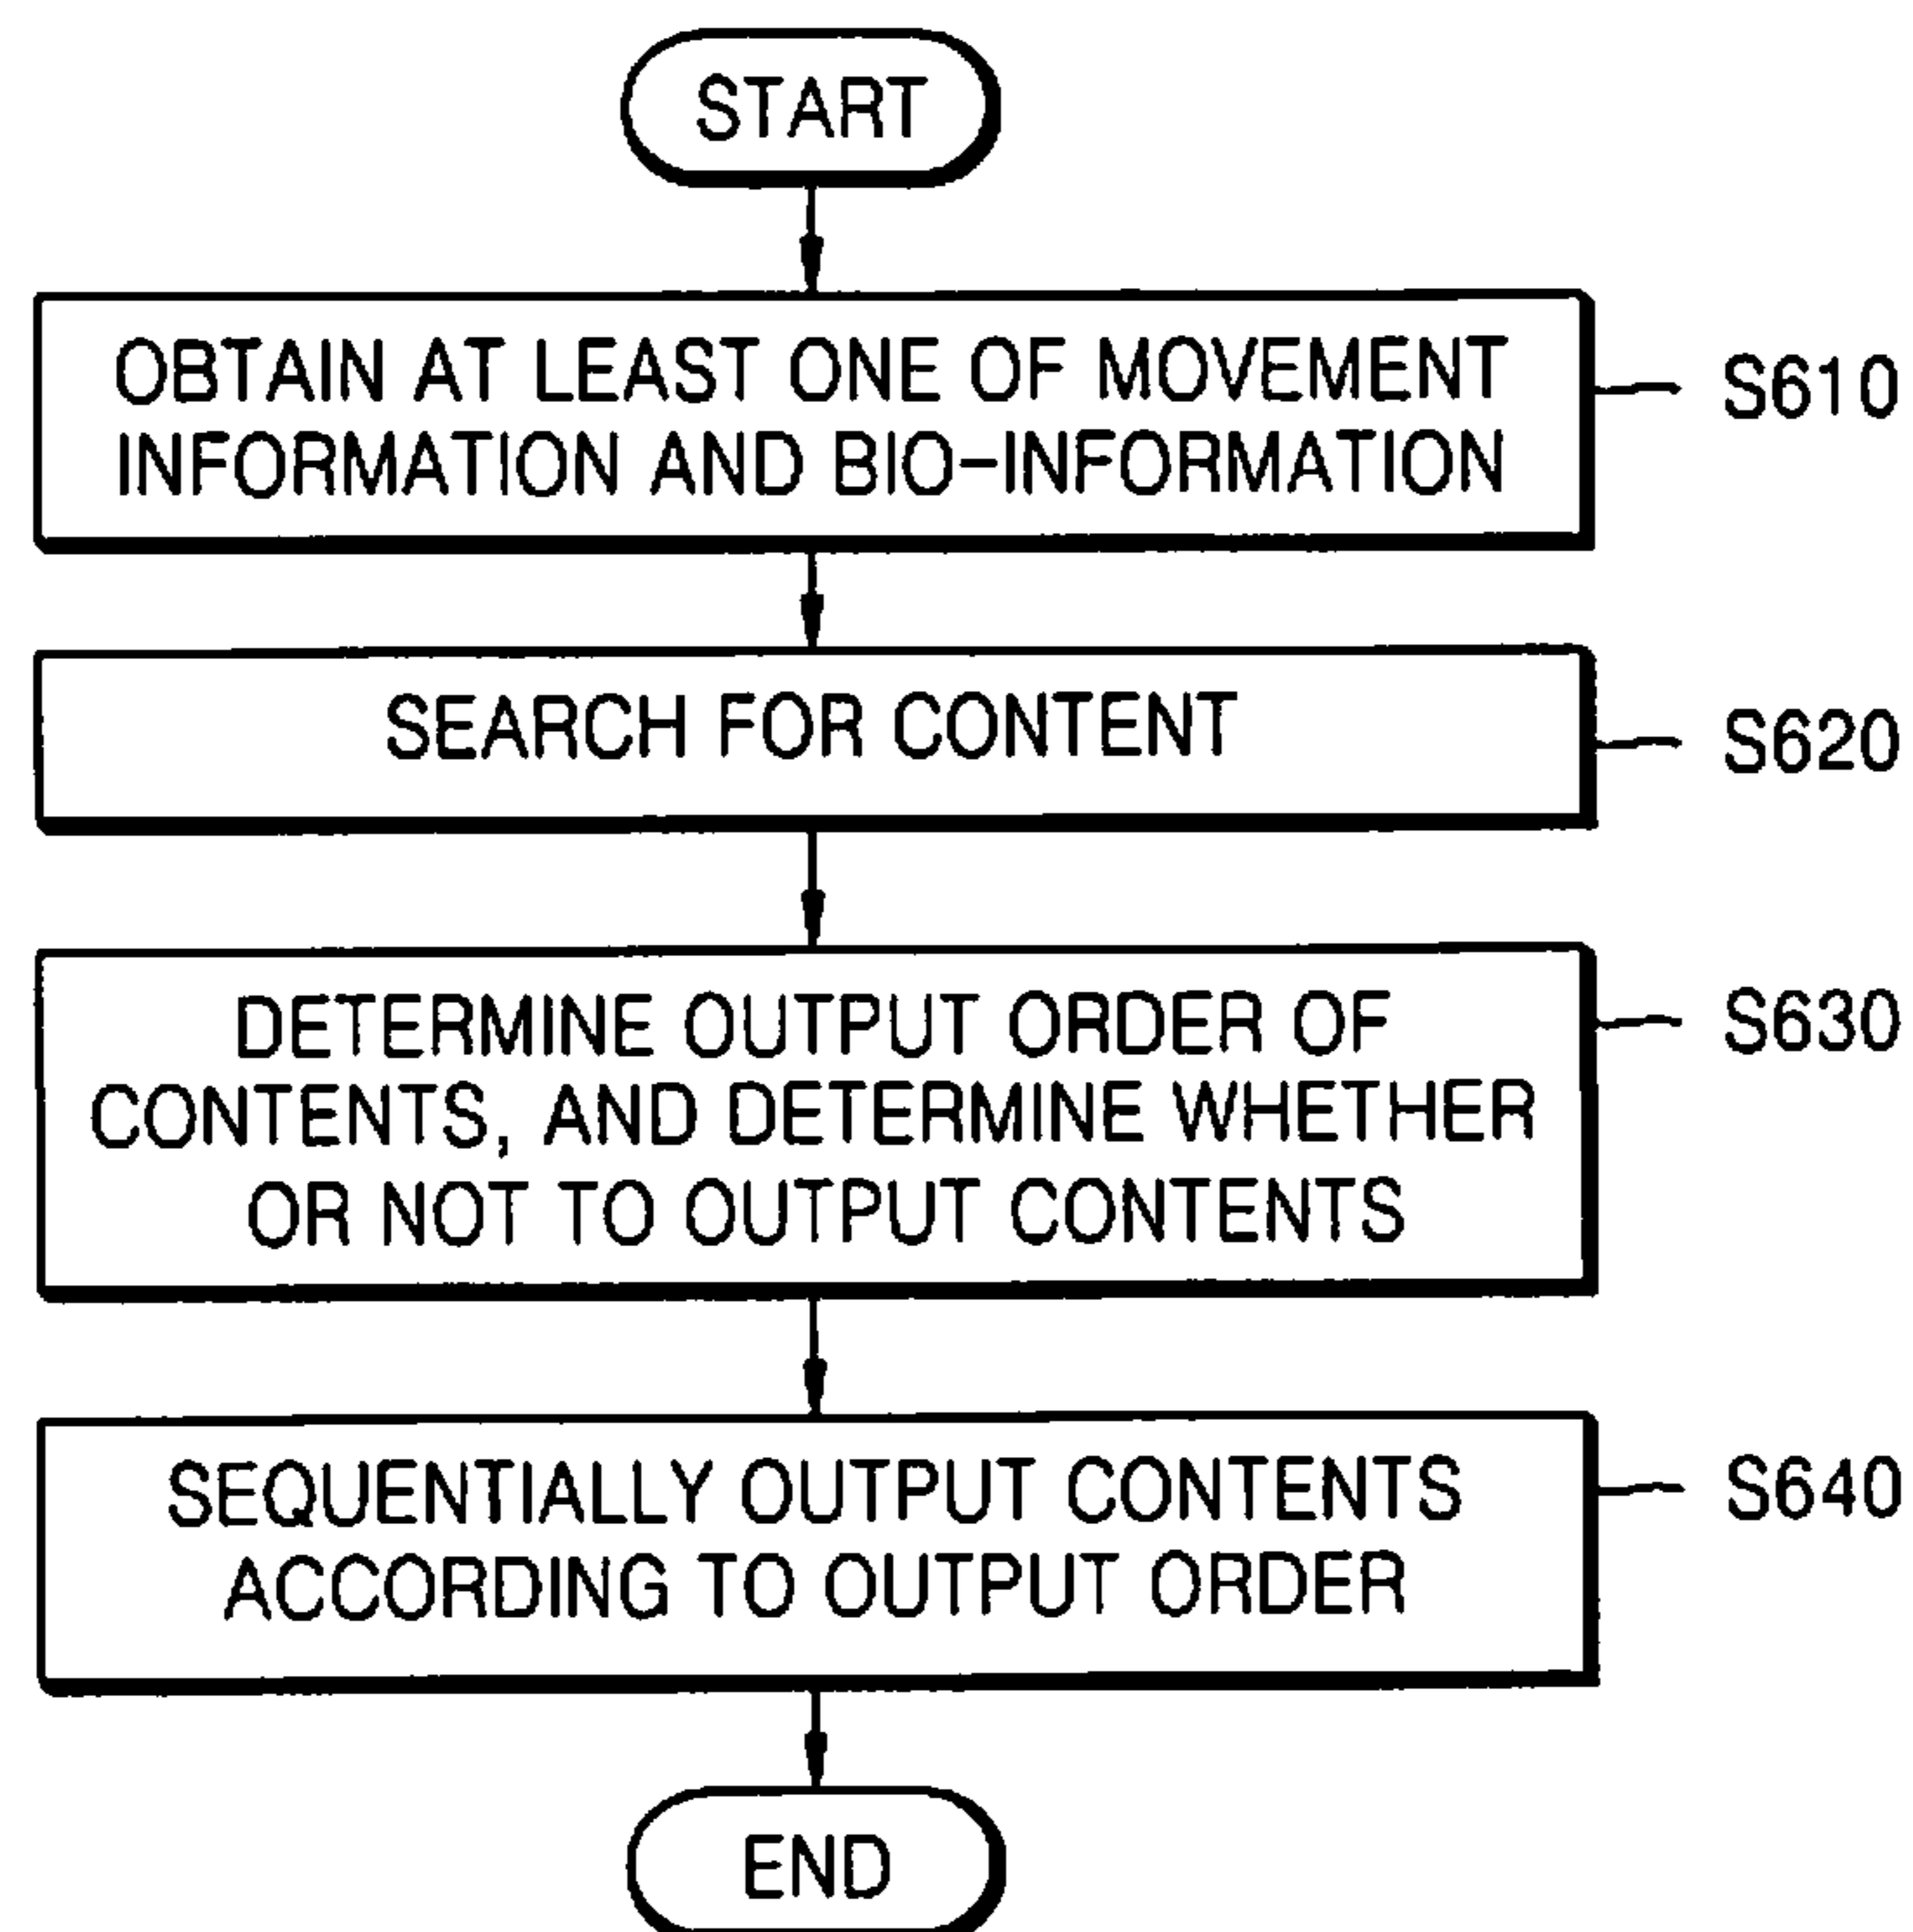 START
OBTAIN AT LEAST ONE OF MOVEMENT
INFORMATION AND BIO-INFORMATION
S610
SEARCH FOR CONTENT
S620
DETERMINE OUTPUT ORDER OF
CONTENTS, AND DETERMINE WHETHER
OR NOT TO OUTPUT CONTENTS
S630
SEQUENTIALLY OUTPUT CONTENTS
ACCORDING TO OUTPUT ORDER
S640
END